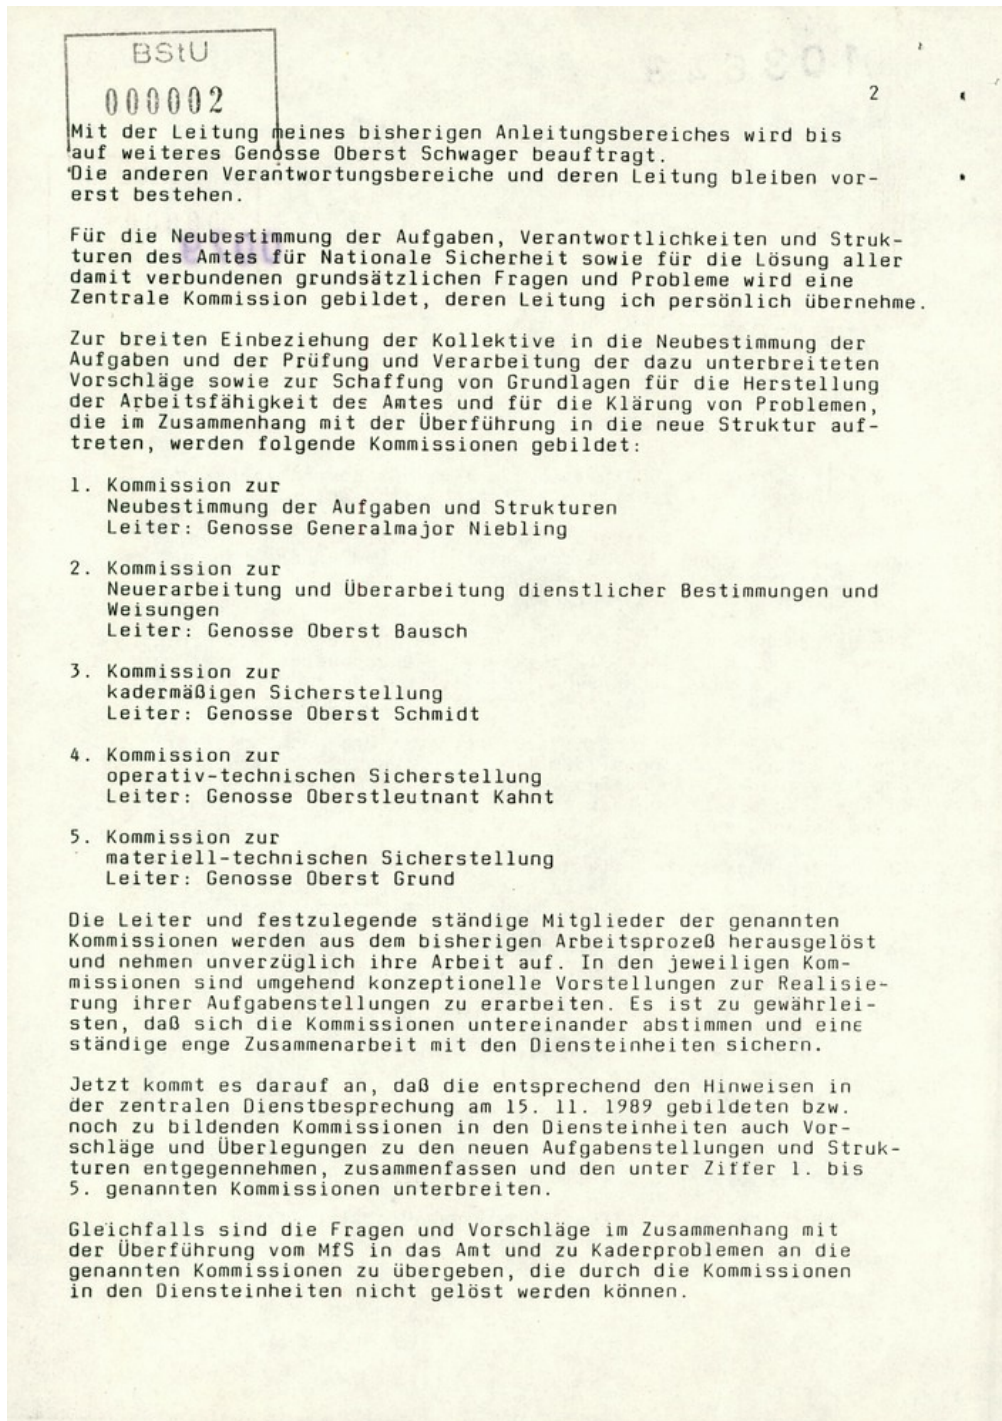 BStU
000002
2
Mit der Leitung meines bisherigen Anleitungsbereiches wird bis
auf weiteres Genosse Oberst Schwager beauftragt.
Die anderen Verantwortungsbereiche und deren Leitung bleiben vor-
erst bestehen.
Für die Neubestimmung der Aufgaben, Verantwortlichkeiten und Struk-
turen des Amtes für Nationale Sicherheit sowie für die Lösung aller
damit verbundenen grundsätzlichen Fragen und Probleme wird eine
Zentrale Kommission gebildet, deren Leitung ich persönlich übernehme.
Zur breiten Einbeziehung der Kollektive in die Neubestimmung der
Aufgaben und der Prüfung und Verarbeitung der dazu unterbreiteten
Vorschläge sowie zur Schaffung von Grundlagen für die Herstellung
der Arbeitsfähigkeit des Amtes und für die Klärung von Problemen,
die im Zusammenhang mit der Überführung in die neue Struktur auf-
treten, werden folgende Kommissionen gebildet:
1. Kommission zur
Neubestimmung der Aufgaben und Strukturen
Leiter: Genosse Generalmajor Niebling
2. Kommission zur
Neuerarbeitung und Überarbeitung dienstlicher Bestimmungen und
Weisungen
Leiter: Genosse Oberst Bausch
3. Kommission zur
kadermäßigen Sicherstellung
Leiter: Genosse Oberst Schmidt
4. Kommission zur
operativ-technischen Sicherstellung
Leiter: Genosse Oberstleutnant Kahnt
5. Kommission zur
materiell-technischen Sicherstellung
Leiter: Genosse Oberst Grund
Die Leiter und festzulegende ständige Mitglieder der genannten
Kommissionen werden aus dem bisherigen Arbeitsprozeß herausgelöst
und nehmen unverzüglich ihre Arbeit auf. In den jeweiligen Kom-
missionen sind umgehend konzeptionelle Vorstellungen zur Realisie-
rung ihrer Aufgabenstellungen zu erarbeiten. Es ist zu gewährlei-
sten, daß sich die Kommissionen untereinander abstimmen und eine
ständige enge Zusammenarbeit mit den Diensteinheiten sichern.
Jetzt kommt es darauf an, daß die entsprechend den Hinweisen in
der zentralen Dienstbesprechung am 15. 11. 1989 gebildeten bzw.
noch zu bildenden Kommissionen in den Diensteinheiten auch Vor-
schläge und Überlegungen zu den neuen Aufgabenstellungen und Struk-
turen entgegennehmen, zusammenfassen und den unter Ziffer 1. bis
5. genannten Kommissionen unterbreiten.
Gleichfalls sind die Fragen und Vorschläge im Zusammenhang mit
der Überführung vom MfS in das Amt und zu Kaderproblemen an die
genannten Kommissionen zu übergeben, die durch die Kommissionen
in den Diensteinheiten nicht gelöst werden können.